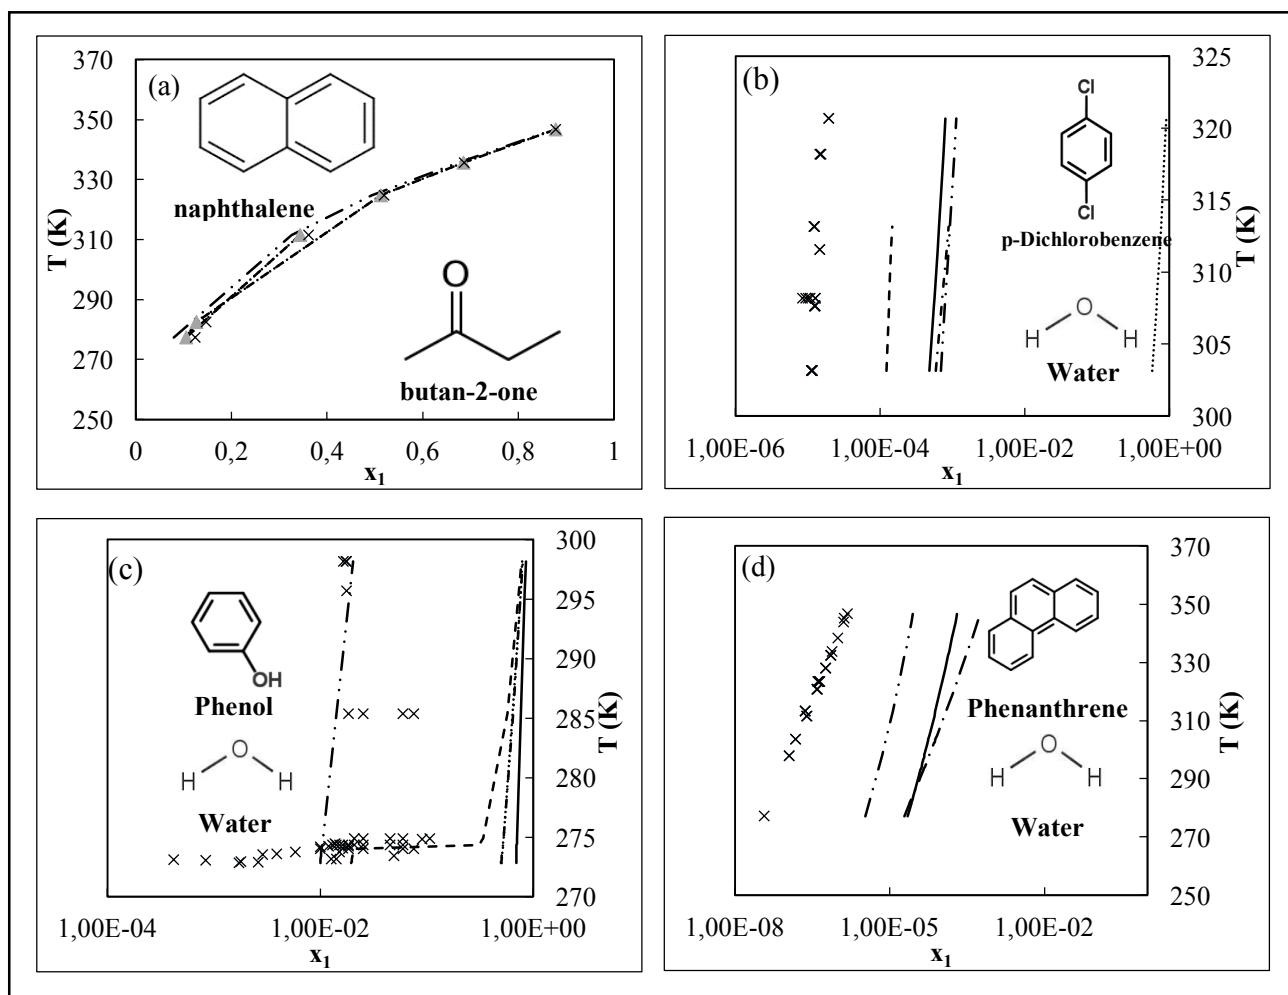 (a)
T (K)
370
350
330
310
290
270
250
naphthalene
O
butan-2-one
0
0,2
0,4
0,6
0,8
1
x1
(b)
Cl
Cl
p-Dichlorobenzene
O
H
H
Water
T (K)
325
320
315
310
305
300
1,00E-06
1,00E-04
1,00E-02
1,00E+00
x1
(c)
OH
Phenol
O
H
H
Water
T (K)
300
295
290
285
280
275
270
1,00E-04
1,00E-02
1,00E+00
x1
(d)
Phenanthrene
O
H
H
Water
T (K)
370
350
330
310
290
270
250
1,00E-08
1,00E-05
1,00E-02
x1